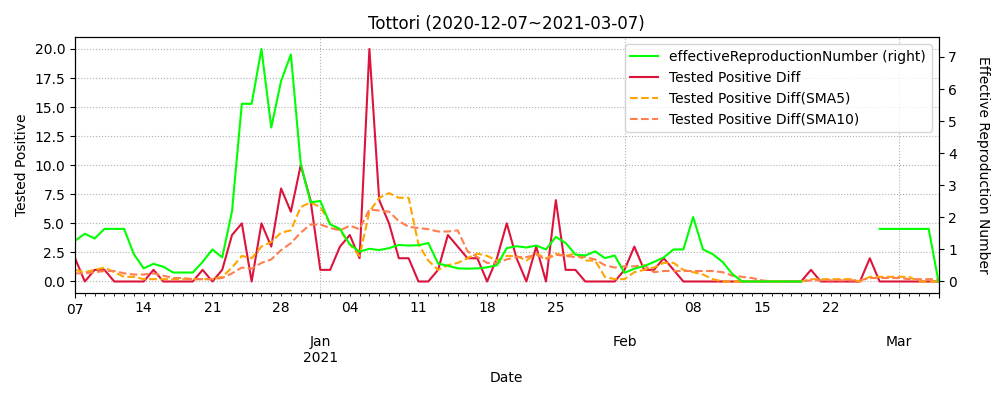 Tottori (2020-12-07~2021-03-07)
effectiveReproductionNumber (right)
Tested Positive Diff
Tested Positive Diff(SMA5)
Tested Positive Diff(SMA10)
Tested Positive
20.0
17.5
15.0
12.5
10.0
7.5
5.0
2.5
0.0
Effective Reproduction Number
7
6
5
4
3
2
1
0
07 14 21 28 04 11 18 25 08 15 22
Jan Feb Mar
2021
Date